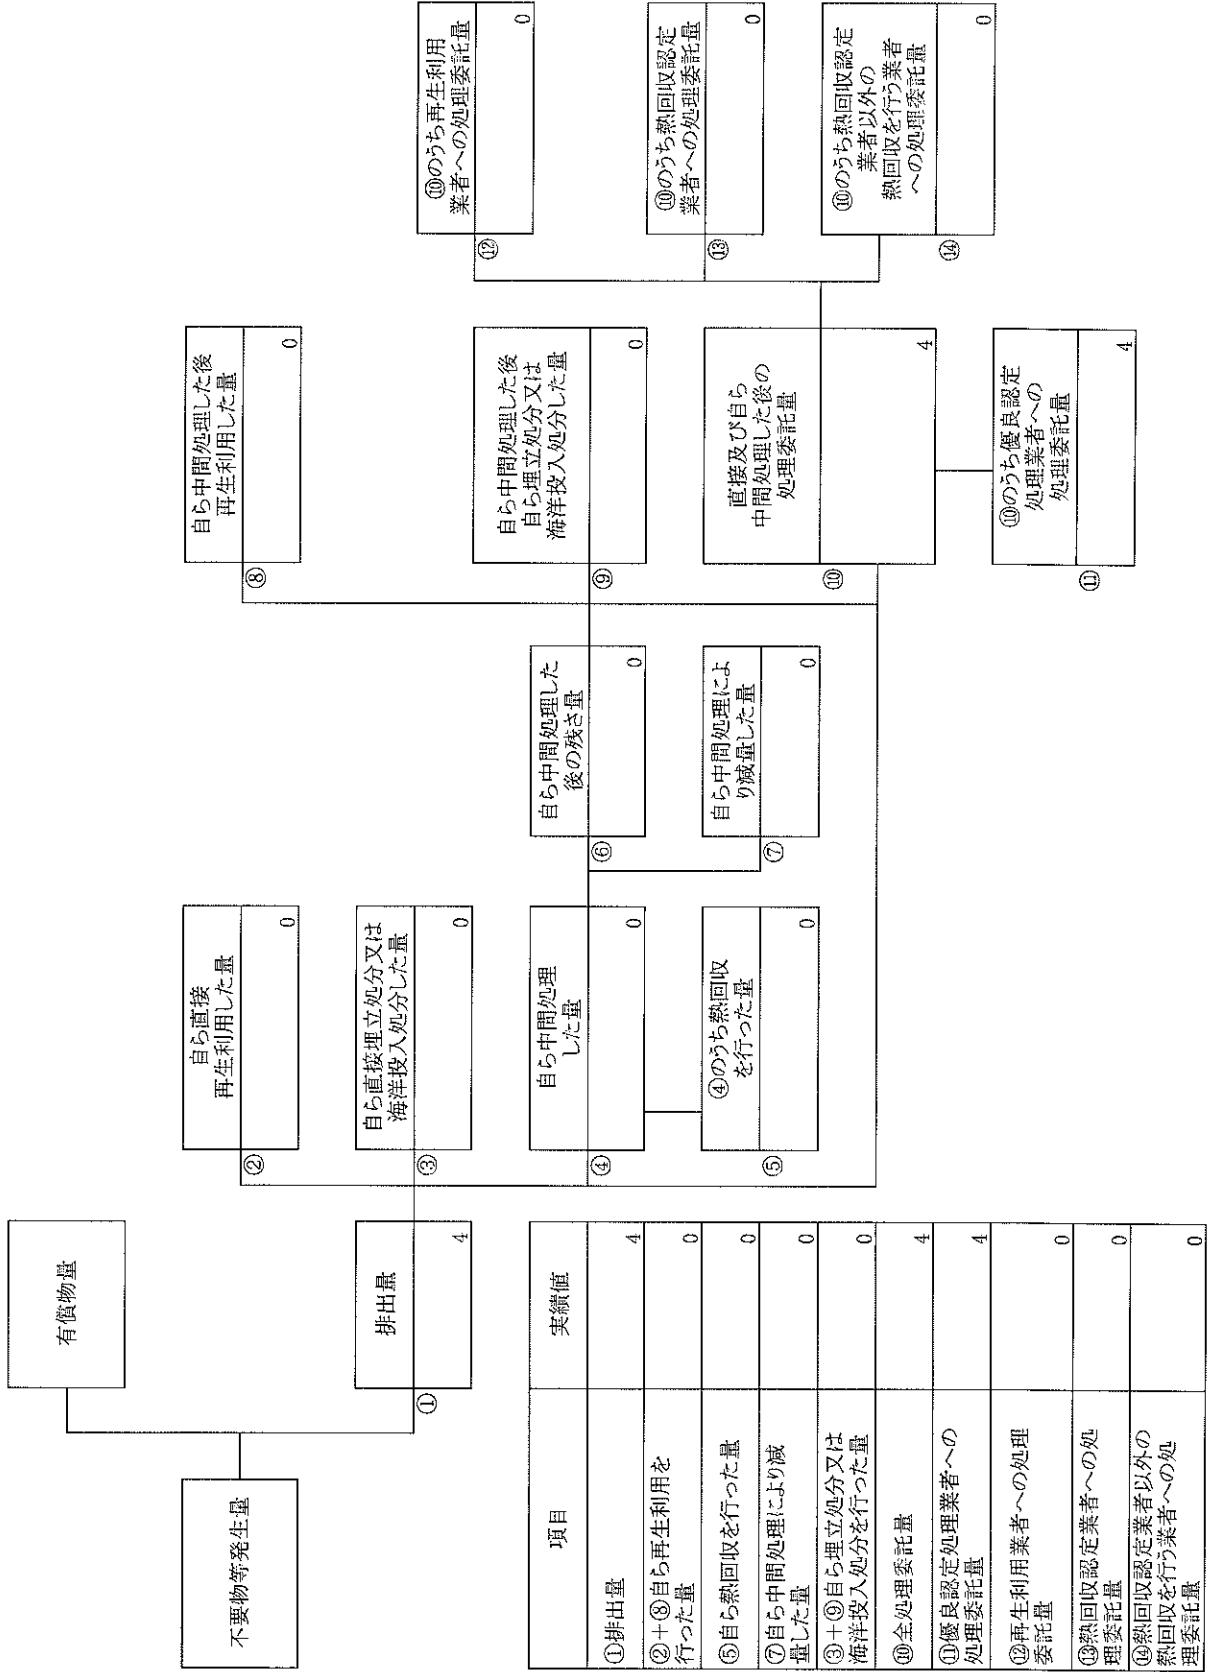 不要物等発生量
有償物量
①
排出量
4
②
自ら直接
再生利用した量
0
③
自ら直接埋立処分又は
海洋投入処分した量
0
④
自ら中間処理
した量
0
⑤
④のうち熱回収
を行った量
0
⑥
自ら中間処理した
後の残さ量
0
⑦
自ら中間処理によ
り減量した量
0
⑧
自ら中間処理した後
再生利用した量
0
⑨
自ら中間処理した後
自ら埋立処分又は
海洋投入処分した量
0
⑩
直接及び自ら
中間処理した後の
処理委託量
4
⑪
⑩のうち優良認定
処理業者への
処理委託量
4
⑫
⑩のうち再生利用
業者への処理委託量
0
⑬
⑩のうち熱回収認定
業者への処理委託量
0
⑭
⑩のうち熱回収認定
業者以外の
熱回収を行う業者
への処理委託量
0
項目 実績値
①排出量 4
②+⑧自ら再生利用を
行った量 0
⑤自ら熱回収を行った量 0
⑦自ら中間処理により減
量した量 0
③+⑨自ら埋立処分又は
海洋投入処分を行った量 0
⑩全処理委託量 4
⑪優良認定処理業者への
処理委託量 4
⑫再生利用業者への処理
委託量 0
⑬熱回収認定業者への処
理委託量 0
⑭熱回収認定業者以外の
熱回収を行う業者への処
理委託量 0